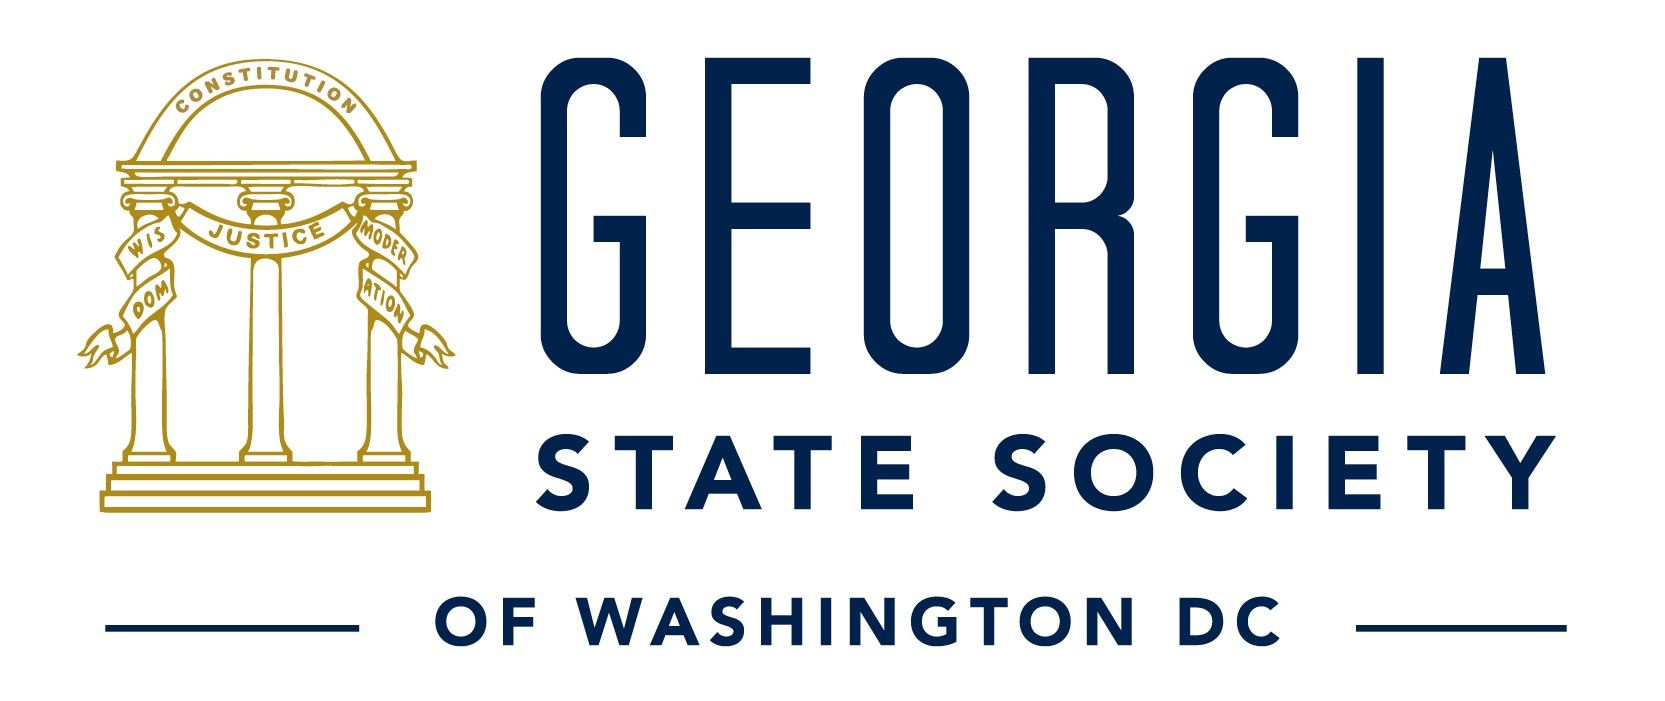 CONSTITUTION
WIS
DOM
JUSTICE
MODER
ATION
GEORGIA
STATE SOCIETY
OF WASHINGTON DC